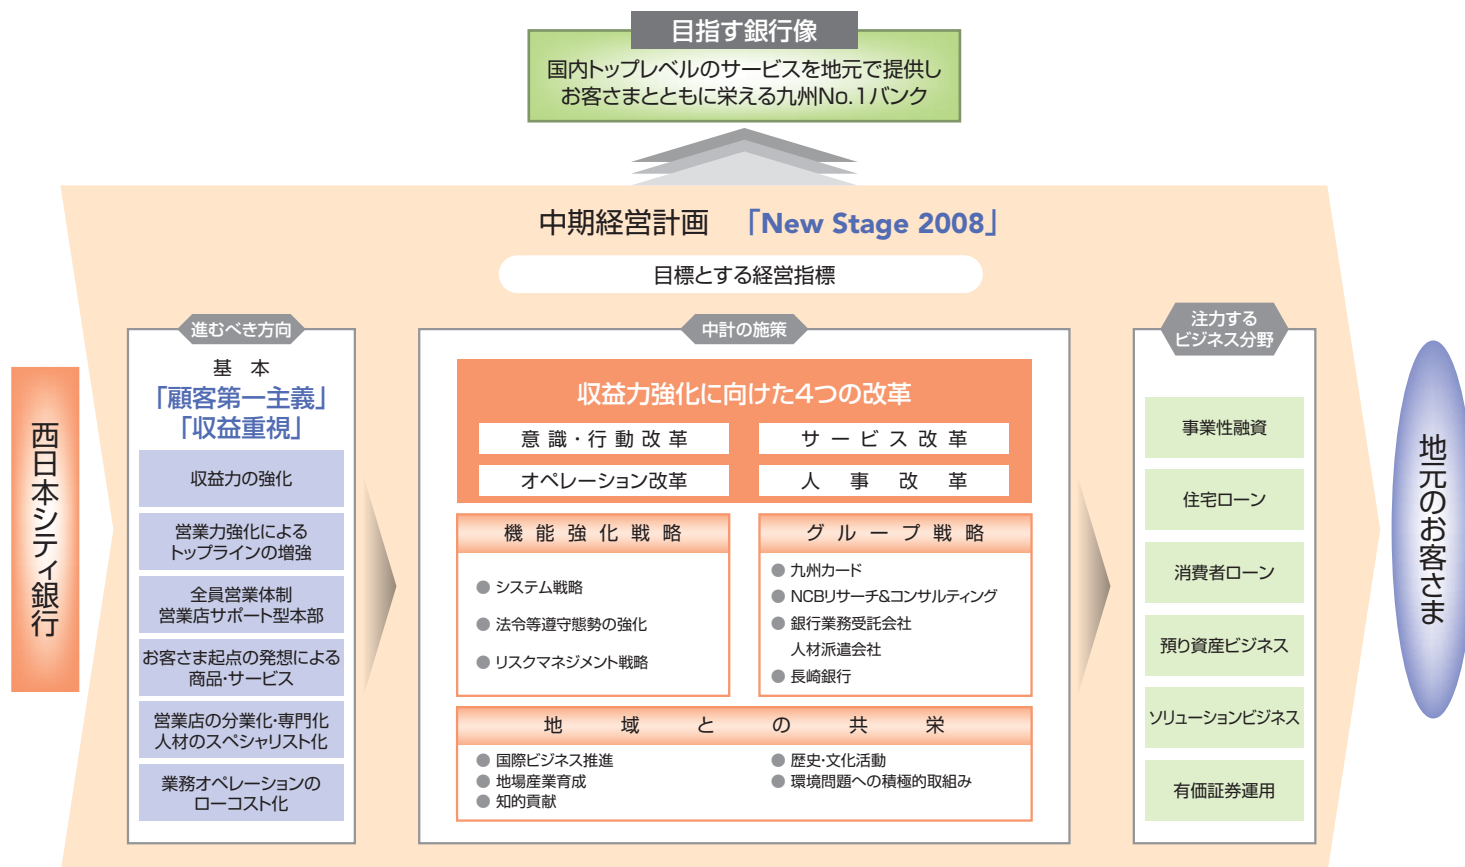 目指す銀行像
国内トップレベルのサービスを地元で提供し
お客さまとともに栄える九州No.1バンク
中期経営計画 「New Stage 2008」
目標とする経営指標
西日本シティ銀行
進むべき方向
基 本
「顧客第一主義」
「収益重視」
収益力の強化
営業力強化による
トップラインの増強
全員営業体制
営業店サポート型本部
お客さま起点の発想による
商品・サービス
営業店の分業化・専門化
人材のスペシャリスト化
業務オペレーションの
ローコスト化
中計の施策
収益力強化に向けた4つの改革
意識・行動改革
サービス改革
オペレーション改革
人事改革
機能強化戦略
● システム戦略
● 法令等遵守態勢の強化
● リスクマネジメント戦略
グループ戦略
● 九州カード
● NCBリサーチ&コンサルティング
● 銀行業務受託会社
人材派遣会社
● 長崎銀行
地域との共栄
● 国際ビジネス推進
● 地場産業育成
● 知的貢献
● 歴史・文化活動
● 環境問題への積極的取組み
注力する
ビジネス分野
事業性融資
住宅ローン
消費者ローン
預り資産ビジネス
ソリューションビジネス
有価証券運用
地元のお客さま